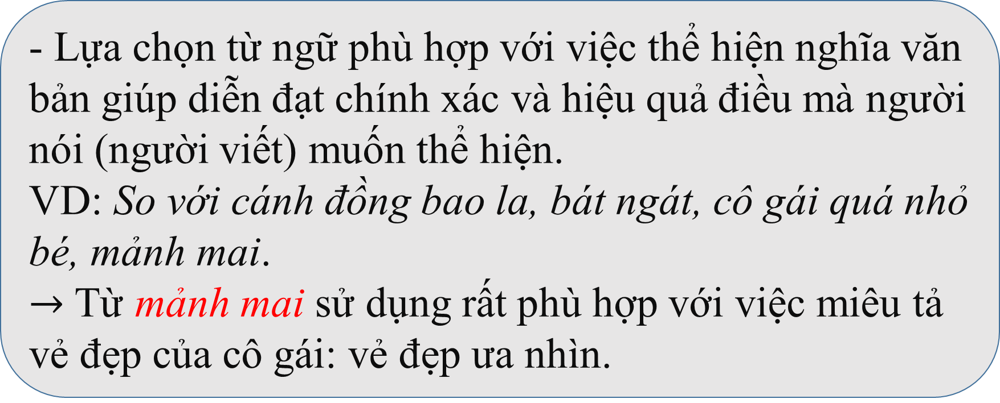 - Lựa chọn từ ngữ phù hợp với việc thể hiện nghĩa văn
bản giúp diễn đạt chính xác và hiệu quả điều mà người
nói (người viết) muốn thể hiện.
VD: So với cánh đồng bao la, bát ngát, cô gái quá nhỏ
bé, mảnh mai.
→ Từ mảnh mai sử dụng rất phù hợp với việc miêu tả
vẻ đẹp của cô gái: vẻ đẹp ưa nhìn.